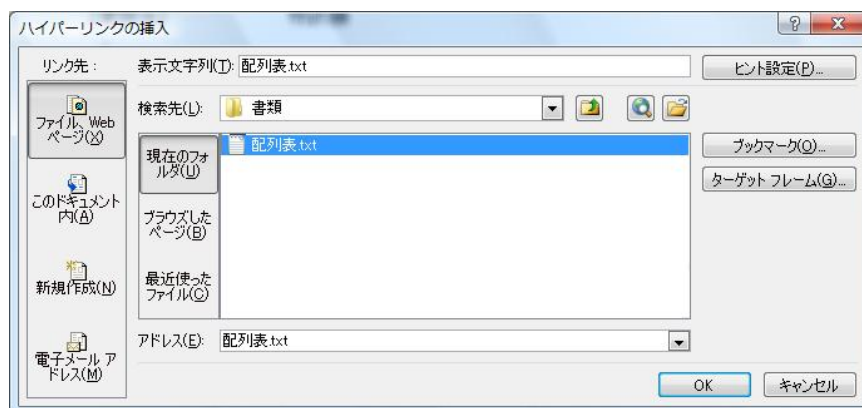 ハイパーリンクの挿入
リンク先：
表示文字列(T): 配列表.txt
ヒント設定(P)...
ファイル、Web
ページ(X)
検索先(L):
書類
現在のフォ
ルダ(U)
配列表.txt
ブックマーク(O)...
ターゲット フレーム(G)...
このドキュメント
内(A)
ブラウズした
ページ(B)
新規作成(N)
最近使った
ファイル(C)
電子メール ア
ドレス(M)
アドレス(E):
配列表.txt
OK
キャンセル